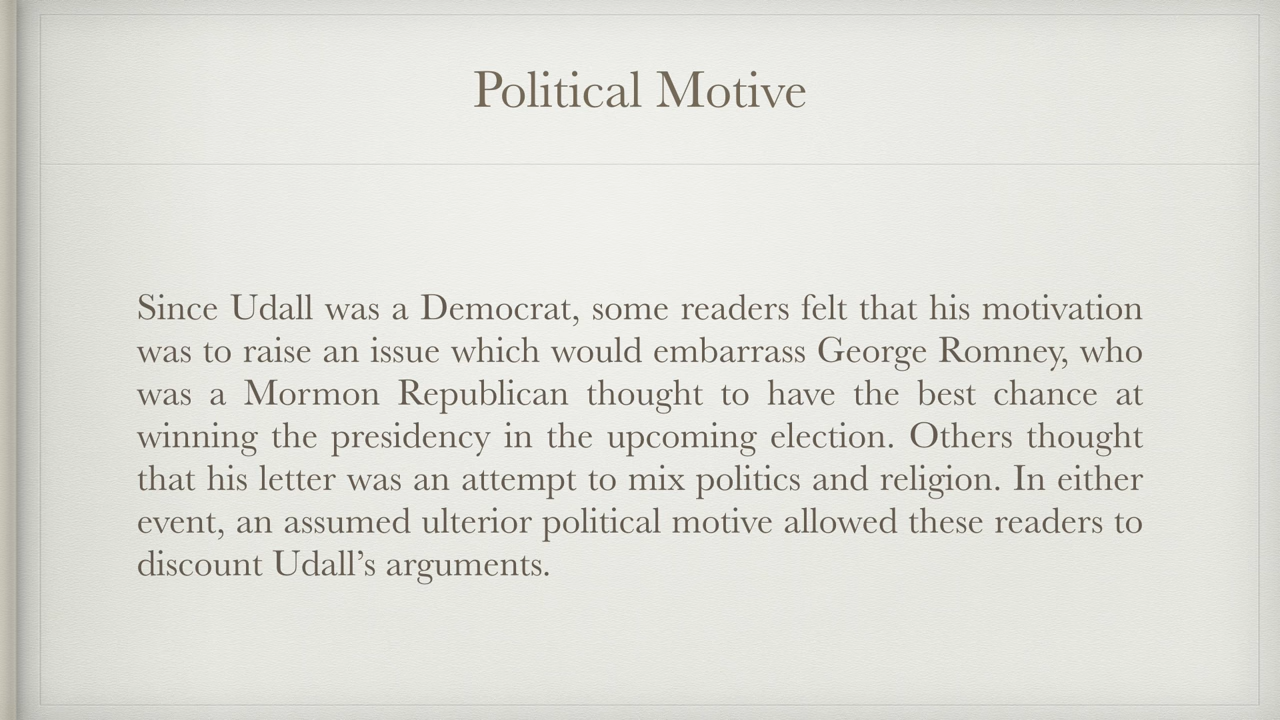 Political Motive
Since Udall was a Democrat, some readers felt that his motivation
was to raise an issue which would embarrass George Romney, who
was a Mormon Republican thought to have the best chance at
winning the presidency in the upcoming election. Others thought
that his letter was an attempt to mix politics and religion. In either
event, an assumed ulterior political motive allowed these readers to
discount Udall’s arguments.